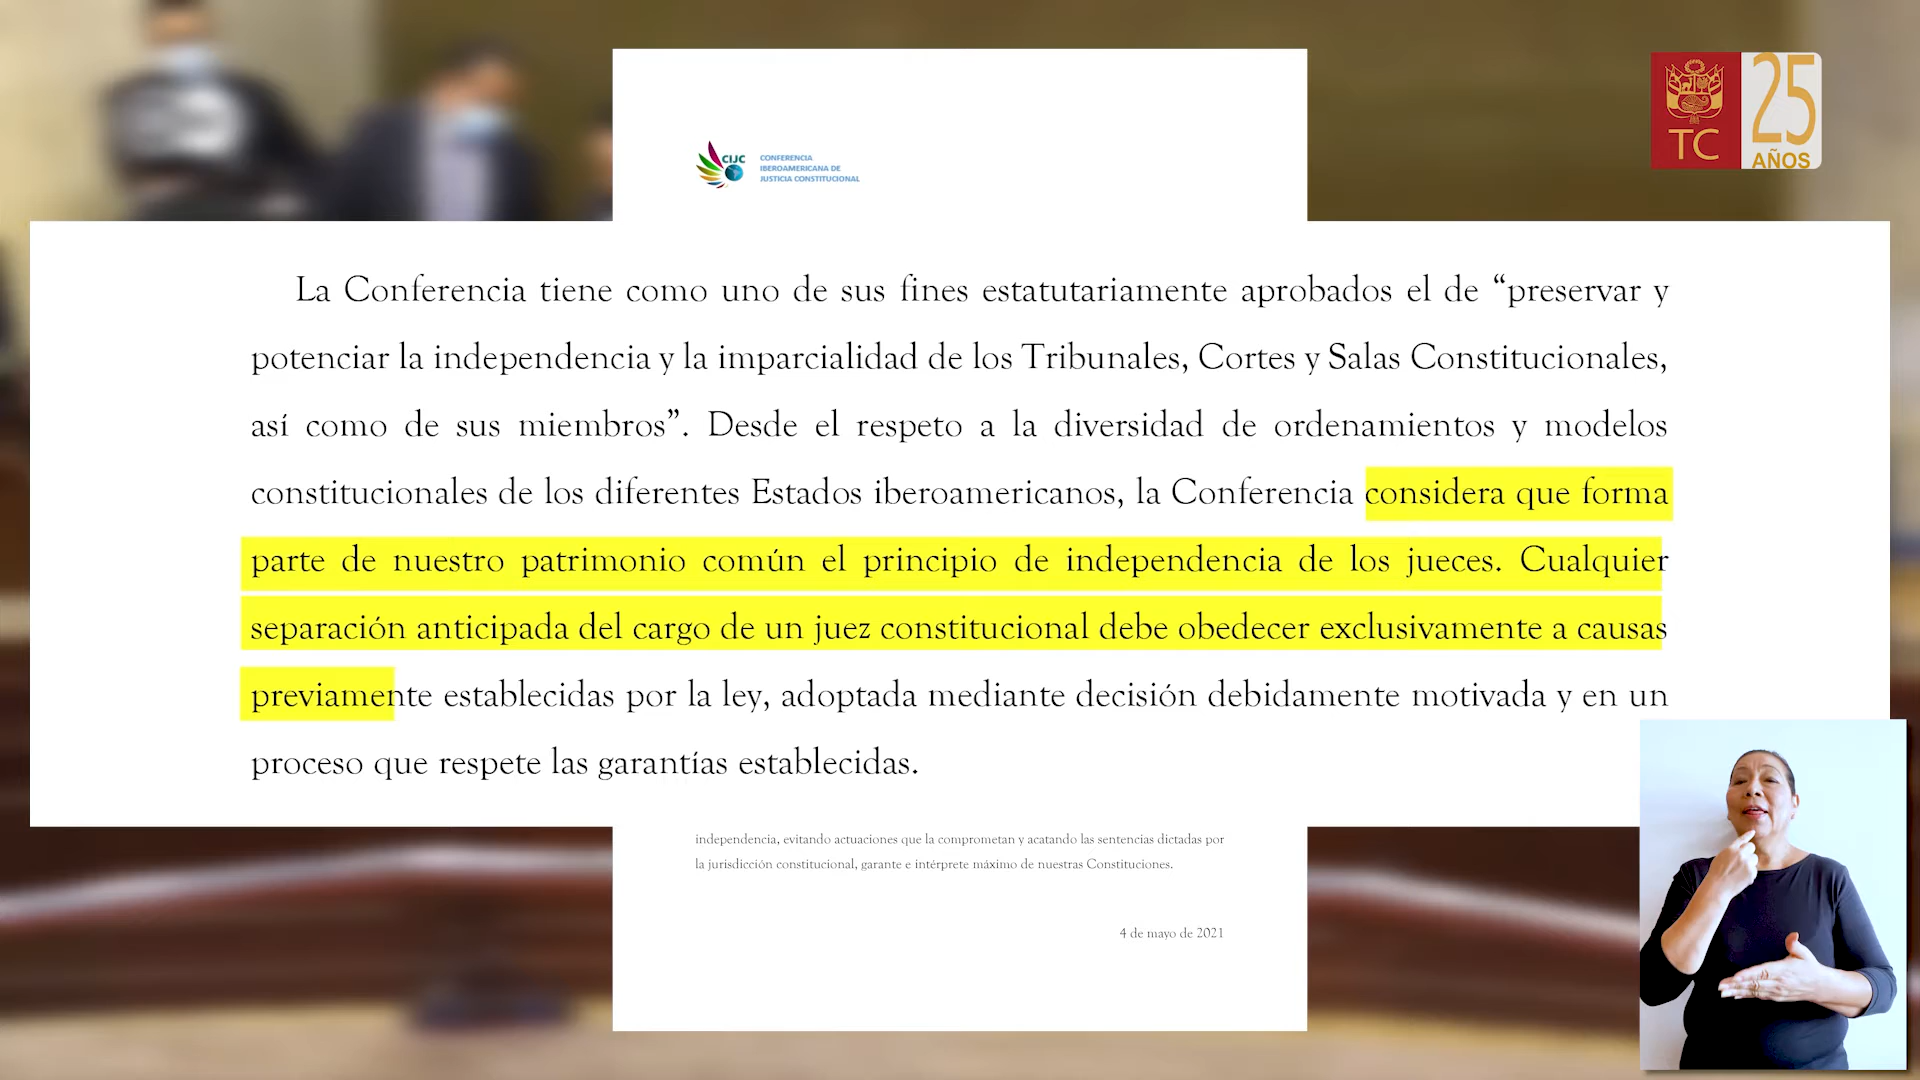 CIJC
CONFERENCIA
IBEROAMERICANA DE
JUSTICIA CONSTITUCIONAL
TC
25
AÑOS
La Conferencia tiene como uno de sus fines estatutariamente aprobados el de “preservar y
potenciar la independencia y la imparcialidad de los Tribunales, Cortes y Salas Constitucionales,
así como de sus miembros”. Desde el respeto a la diversidad de ordenamientos y modelos
constitucionales de los diferentes Estados iberoamericanos, la Conferencia considera que forma
parte de nuestro patrimonio común el principio de independencia de los jueces. Cualquier
separación anticipada del cargo de un juez constitucional debe obedecer exclusivamente a causas
previamente establecidas por la ley, adoptada mediante decisión debidamente motivada y en un
proceso que respete las garantías establecidas.
independencia, evitando actuaciones que la comprometan y acatando las sentencias dictadas por
la jurisdicción constitucional, garante e intérprete máximo de nuestras Constituciones.
4 de mayo de 2021